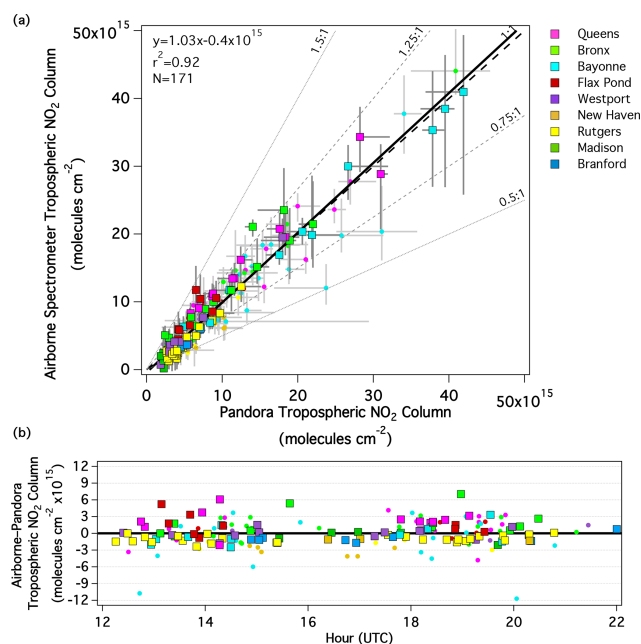 (a)
50x10¹⁵
40
30
20
10
0
Airborne Spectrometer Tropospheric NO₂ Column
(molecules cm⁻²)
y=1.03x-0.4x10¹⁵
r²=0.92
N=171
1.5:1
1.25:1
1:1
0.75:1
0.5:1
Queens
Bronx
Bayonne
Flax Pond
Westport
New Haven
Rutgers
Madison
Branford
0 10 20 30 40 50x10¹⁵
Pandora Tropospheric NO₂ Column
(molecules cm⁻²)
(b)
Airborne–Pandora
Tropospheric NO₂ Column
(molecules cm⁻² x10¹⁵)
12
9
6
3
0
-3
-6
-9
-12
12 14 16 18 20 22
Hour (UTC)